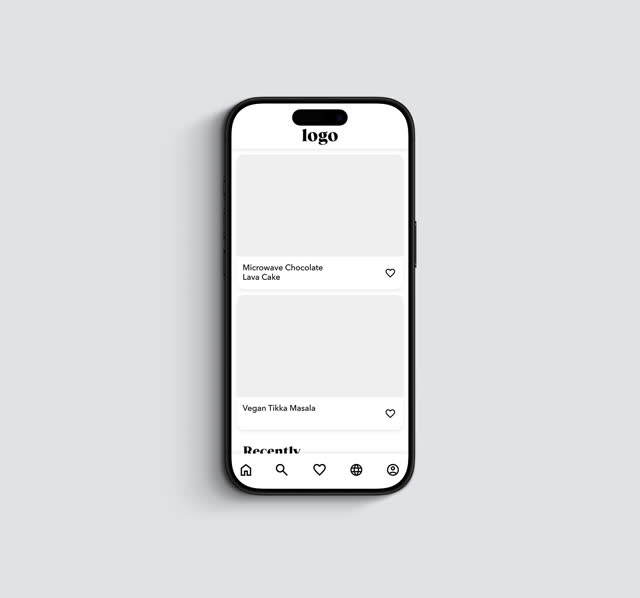 logo
Microwave Chocolate
Lava Cake
Vegan Tikka Masala
Recently